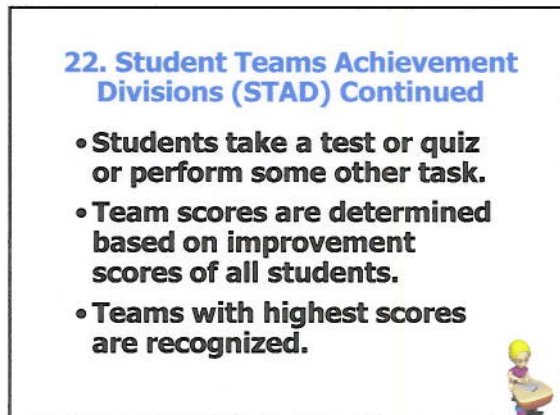 22. Student Teams Achievement
Divisions (STAD) Continued
• Students take a test or quiz
or perform some other task.
• Team scores are determined
based on improvement
scores of all students.
• Teams with highest scores
are recognized.